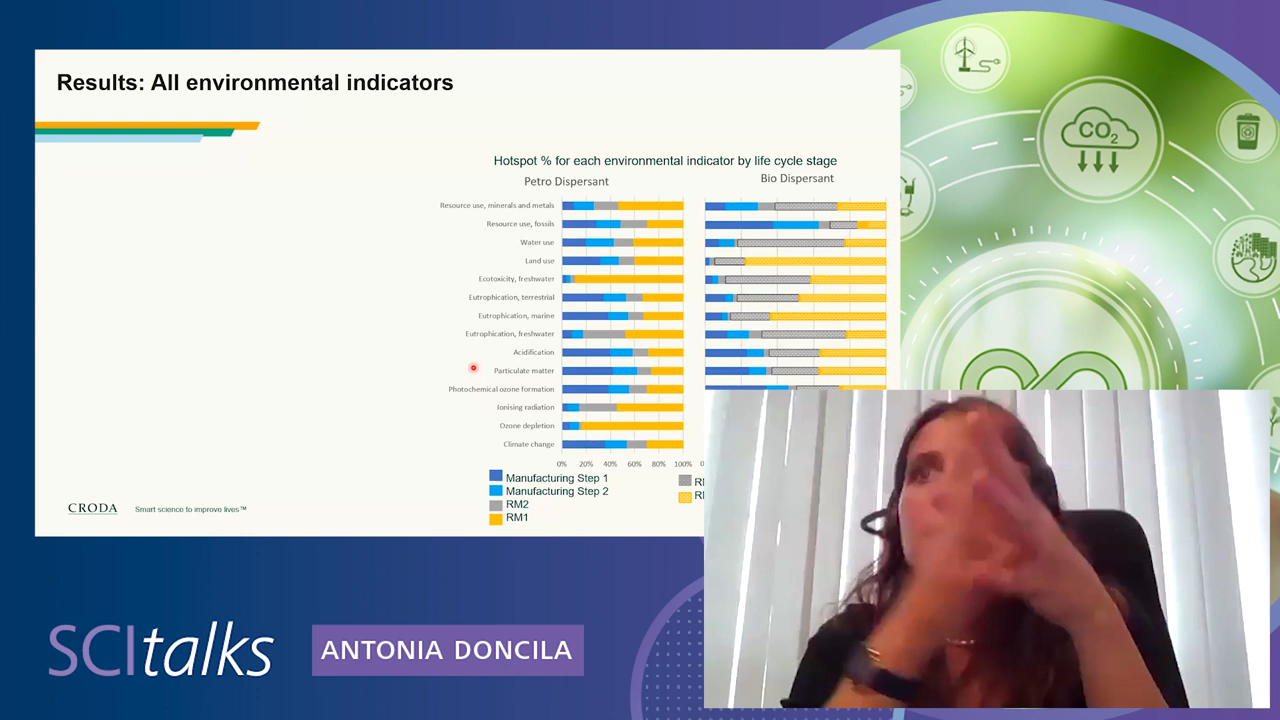 Results: All environmental indicators
Hotspot % for each environmental indicator by life cycle stage
Petro Dispersant
Bio Dispersant
Resource use, minerals and metals
Resource use, fossils
Water use
Land use
Ecotoxicity, freshwater
Eutrophication, terrestrial
Eutrophication, marine
Eutrophication, freshwater
Acidification
Particulate matter
Photochemical ozone formation
Ionising radiation
Ozone depletion
Climate change
0% 20% 40% 60% 80% 100%
Manufacturing Step 1
Manufacturing Step 2
RM2
RM1
CRODA
Smart science to improve lives™
CO2
SCItalks
ANTONIA DONCILA